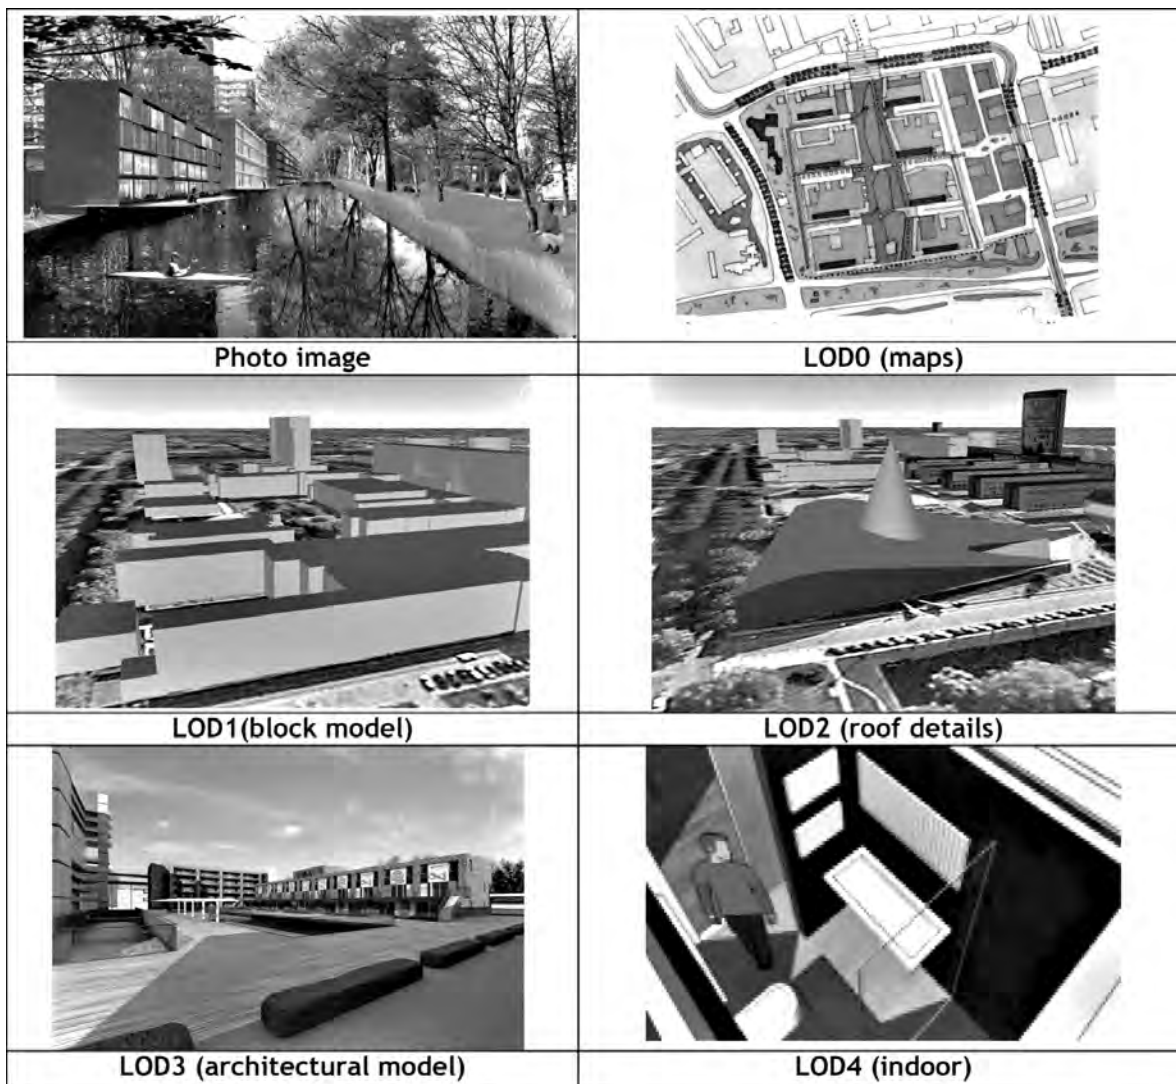 Photo image
LOD0 (maps)
LOD1(block model)
LOD2 (roof details)
LOD3 (architectural model)
LOD4 (indoor)